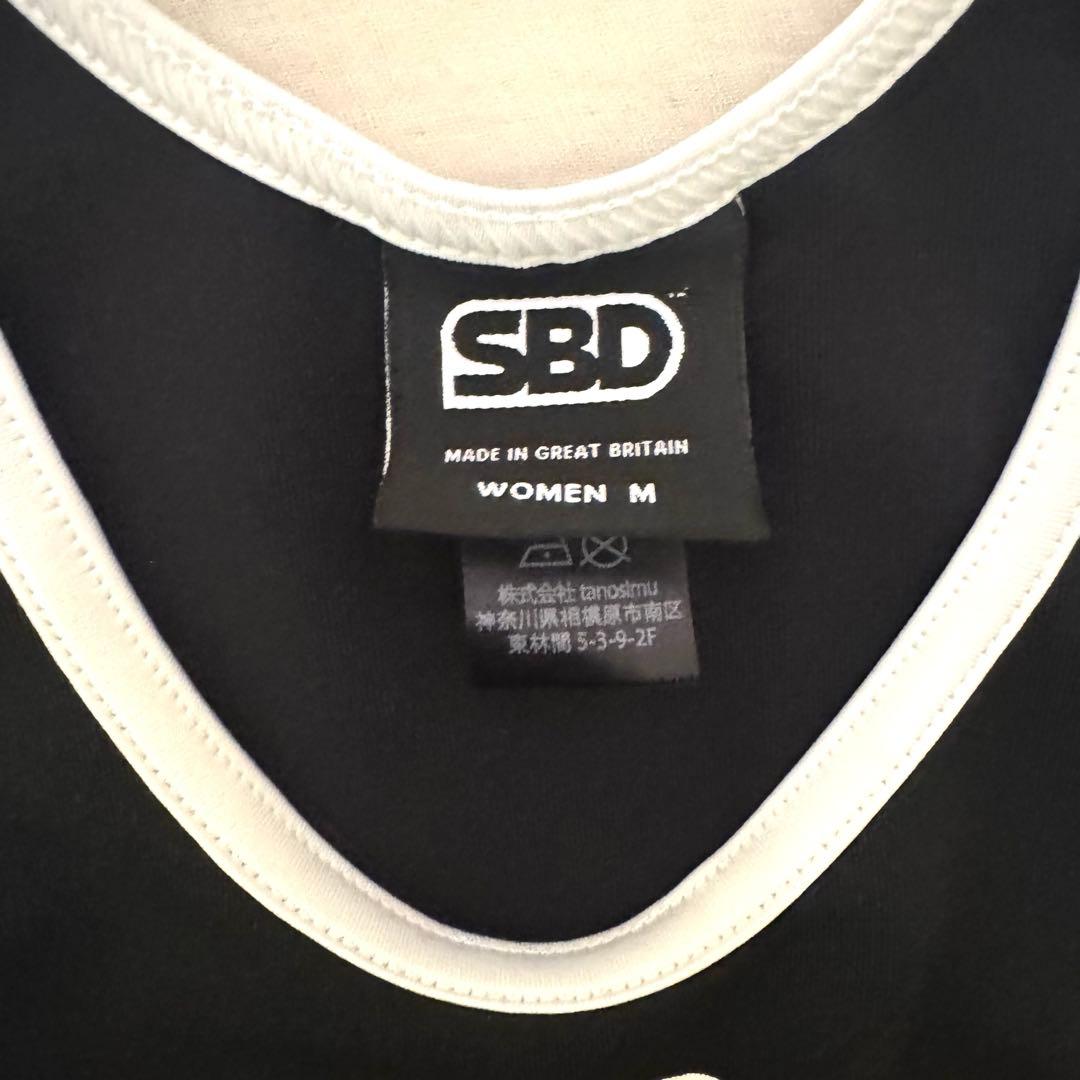 SBD™
MADE IN GREAT BRITAIN
WOMEN M
株式会社 tanosimu
神奈川県相模原市南区
東林間 5-3-9-2F